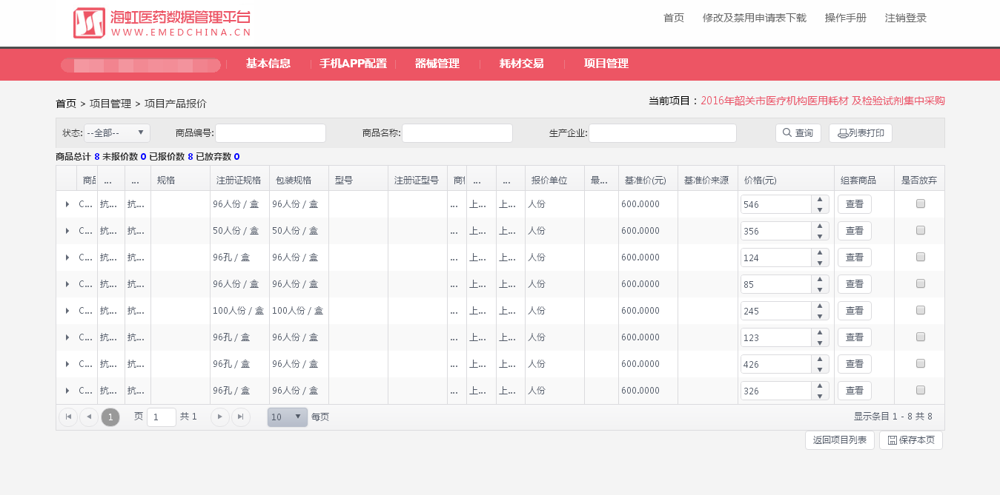 海虹医药数据管理平台
WWW.EMEDCHINA.CN
首页 修改及禁用申请表下载 操作手册 注销登录
基本信息 手机APP配置 器械管理 耗材交易 项目管理
首页 > 项目管理 > 项目产品报价
当前项目：2016年韶关市医疗机构医用耗材 及检验试剂集中采购
状态: --全部-- 商品编号: 商品名称: 生产企业: 查询 列表打印
商品总计 8 未报价数 0 已报价数 8 已放弃数 0
商品 ... ... 规格 注册证规格 包装规格 型号 注册证型号 商 ... ... 报价单位 最... 基准价(元) 基准价来源 价格(元) 组套商品 是否放弃
C... 抗... 抗... 96人份 / 盒 96人份 / 盒 ... 上... 上... 人份 600.0000 546 查看
C... 抗... 抗... 50人份 / 盒 50人份 / 盒 ... 上... 上... 人份 600.0000 356 查看
C... 抗... 抗... 96孔 / 盒 96人份 / 盒 ... 上... 上... 人份 600.0000 124 查看
C... 抗... 抗... 96人份 / 盒 96人份 / 盒 ... 上... 上... 人份 600.0000 85 查看
C... 抗... 抗... 100人份 / 盒 100人份 / 盒 ... 上... 上... 人份 600.0000 245 查看
C... 抗... 抗... 96孔 / 盒 96人份 / 盒 ... 上... 上... 人份 600.0000 123 查看
C... 抗... 抗... 96孔 / 盒 96人份 / 盒 ... 上... 上... 人份 600.0000 426 查看
C... 抗... 抗... 96孔 / 盒 96人份 / 盒 ... 上... 上... 人份 600.0000 326 查看
1 页 1 共 1 10 每页 显示条目 1 - 8 共 8
返回项目列表 保存本页